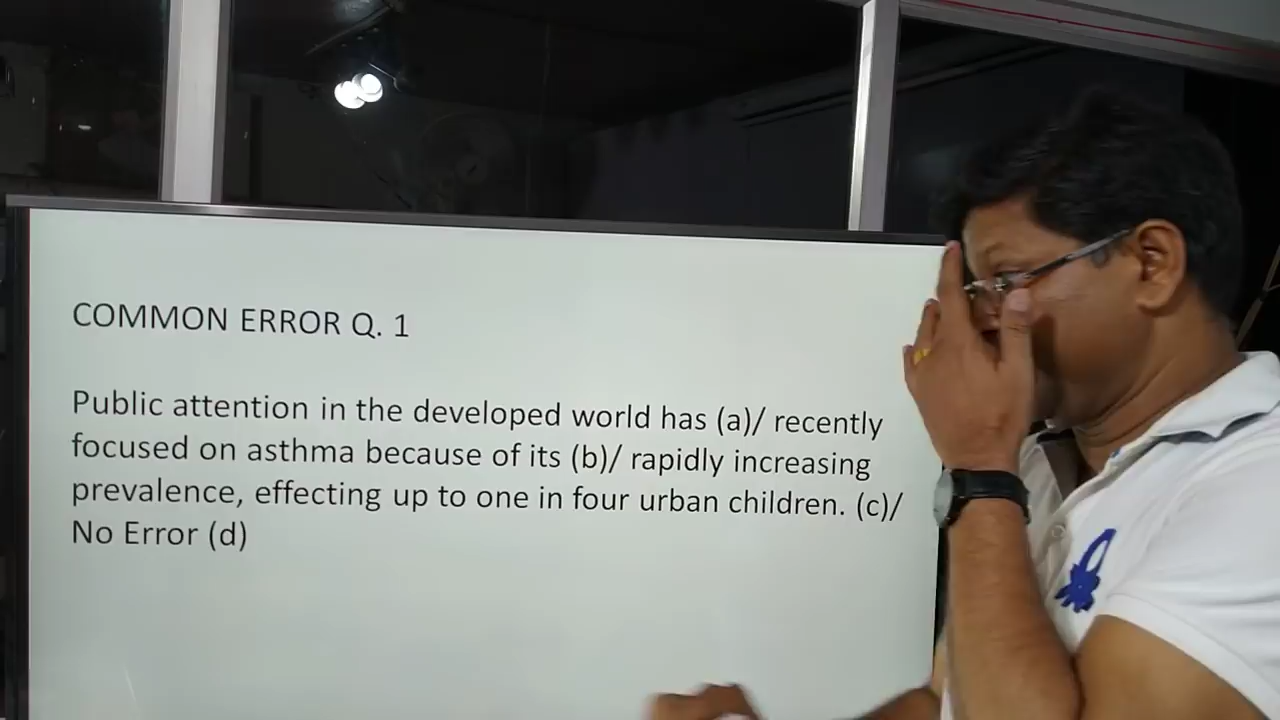 COMMON ERROR Q. 1
Public attention in the developed world has (a)/ recently
focused on asthma because of its (b)/ rapidly increasing
prevalence, effecting up to one in four urban children. (c)/
No Error (d)